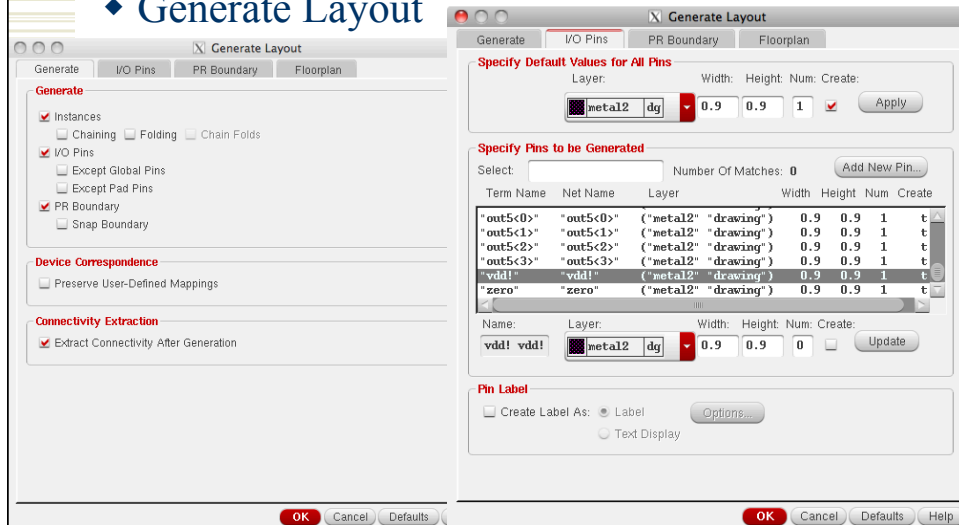 ◆ Generate Layout
X Generate Layout
Generate I/O Pins PR Boundary Floorplan
Generate
Instances
Chaining Folding Chain Folds
I/O Pins
Except Global Pins
Except Pad Pins
PR Boundary
Snap Boundary
Device Correspondence
Preserve User-Defined Mappings
Connectivity Extraction
Extract Connectivity After Generation
OK Cancel Defaults
X Generate Layout
Generate I/O Pins PR Boundary Floorplan
Specify Default Values for All Pins
Layer: Width: Height: Num: Create:
metal2 dg 0.9 0.9 1 Apply
Specify Pins to be Generated
Select: Number Of Matches: 0 Add New Pin...
Term Name Net Name Layer Width Height Num Create
"out5<0>" "out5<0>" ("metal2" "drawing") 0.9 0.9 1 t
"out5<1>" "out5<1>" ("metal2" "drawing") 0.9 0.9 1 t
"out5<2>" "out5<2>" ("metal2" "drawing") 0.9 0.9 1 t
"out5<3>" "out5<3>" ("metal2" "drawing") 0.9 0.9 1 t
"vdd!" "vdd!" ("metal2" "drawing") 0.9 0.9 1 t
"zero" "zero" ("metal2" "drawing") 0.9 0.9 1 t
Name: Layer: Width: Height: Num: Create:
vdd! vdd! metal2 dg 0.9 0.9 0 Update
Pin Label
Create Label As: Label Options...
Text Display
OK Cancel Defaults Help